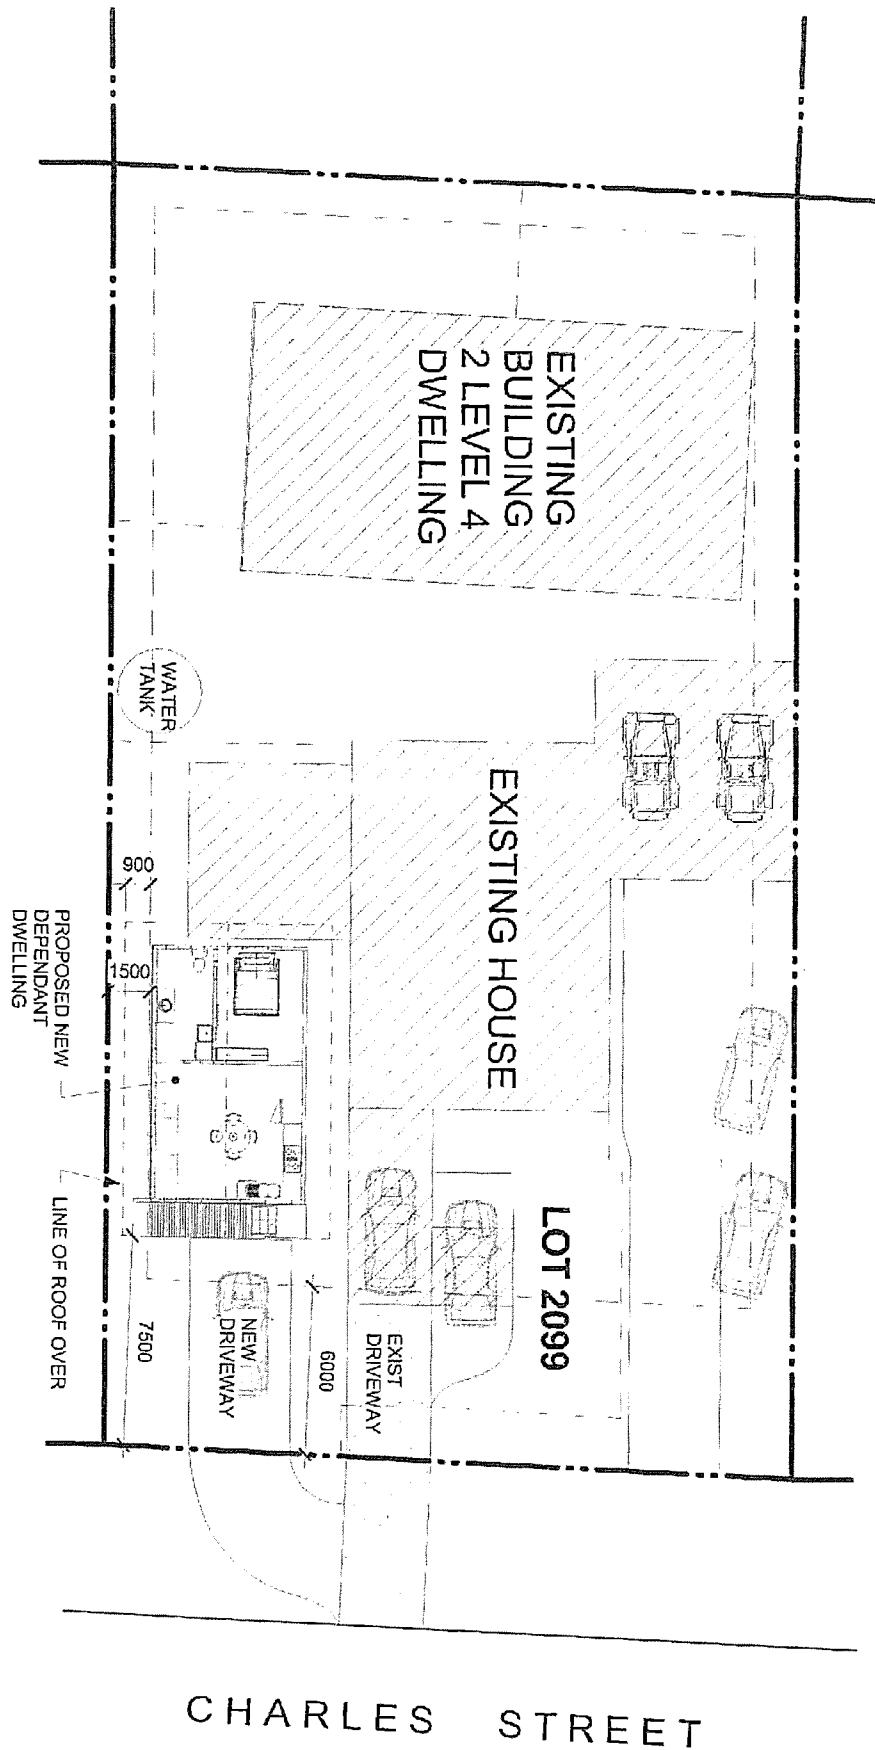 EXISTING
BUILDING
2 LEVEL 4
DWELLING
WATER
TANK
EXISTING HOUSE
900
1500
PROPOSED NEW
DEPENDANT
DWELLING
LINE OF ROOF OVER
LOT 2099
7500
NEW
DRIVEWAY
6000
EXIST
DRIVEWAY
CHARLES STREET